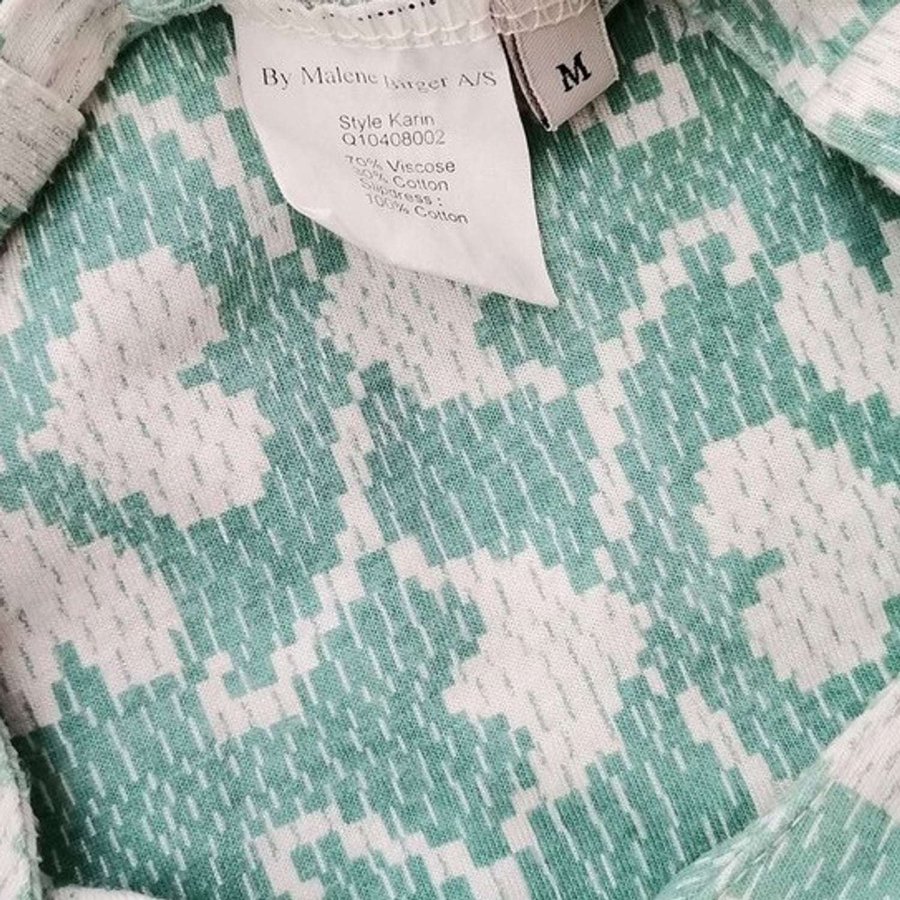 By Malene Birger A/S
M
Style Karin
Q10408002
70% Viscose
30% Cotton
Slipdress :
100% Cotton